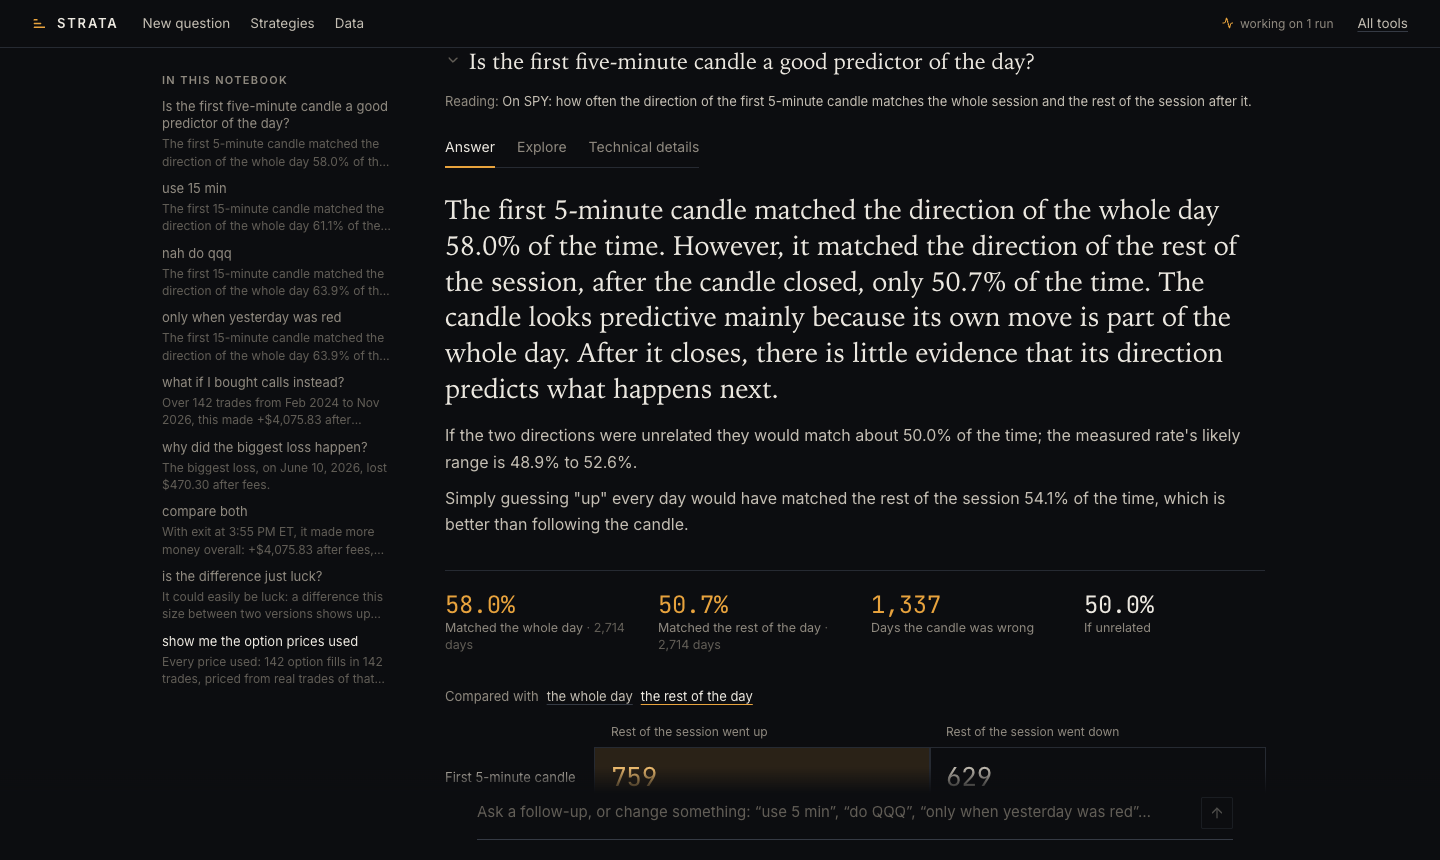 STRATA
New question
Strategies
Data
working on 1 run
All tools
IN THIS NOTEBOOK
Is the first five-minute candle a good
predictor of the day?
The first 5-minute candle matched the
direction of the whole day 58.0% of th...
use 15 min
The first 15-minute candle matched the
direction of the whole day 61.1% of the...
nah do qqq
The first 15-minute candle matched the
direction of the whole day 63.9% of th...
only when yesterday was red
The first 15-minute candle matched the
direction of the whole day 63.9% of th...
what if I bought calls instead?
Over 142 trades from Feb 2024 to Nov
2026, this made +$4,075.83 after...
why did the biggest loss happen?
The biggest loss, on June 10, 2026, lost
$470.30 after fees.
compare both
With exit at 3:55 PM ET, it made more
money overall: +$4,075.83 after fees,...
is the difference just luck?
It could easily be luck: a difference this
size between two versions shows up...
show me the option prices used
Every price used: 142 option fills in 142
trades, priced from real trades of that...
Is the first five-minute candle a good predictor of the day?
Reading: On SPY: how often the direction of the first 5-minute candle matches the whole session and the rest of the session after it.
Answer
Explore
Technical details
The first 5-minute candle matched the direction of the whole day
58.0% of the time. However, it matched the direction of the rest of
the session, after the candle closed, only 50.7% of the time. The
candle looks predictive mainly because its own move is part of the
whole day. After it closes, there is little evidence that its direction
predicts what happens next.
If the two directions were unrelated they would match about 50.0% of the time; the measured rate's likely
range is 48.9% to 52.6%.
Simply guessing "up" every day would have matched the rest of the session 54.1% of the time, which is
better than following the candle.
58.0%
Matched the whole day · 2,714
days
50.7%
Matched the rest of the day ·
2,714 days
1,337
Days the candle was wrong
50.0%
If unrelated
Compared with the whole day the rest of the day
Rest of the session went up
Rest of the session went down
First 5-minute candle
759
629
Ask a follow-up, or change something: “use 5 min”, “do QQQ”, “only when yesterday was red”...